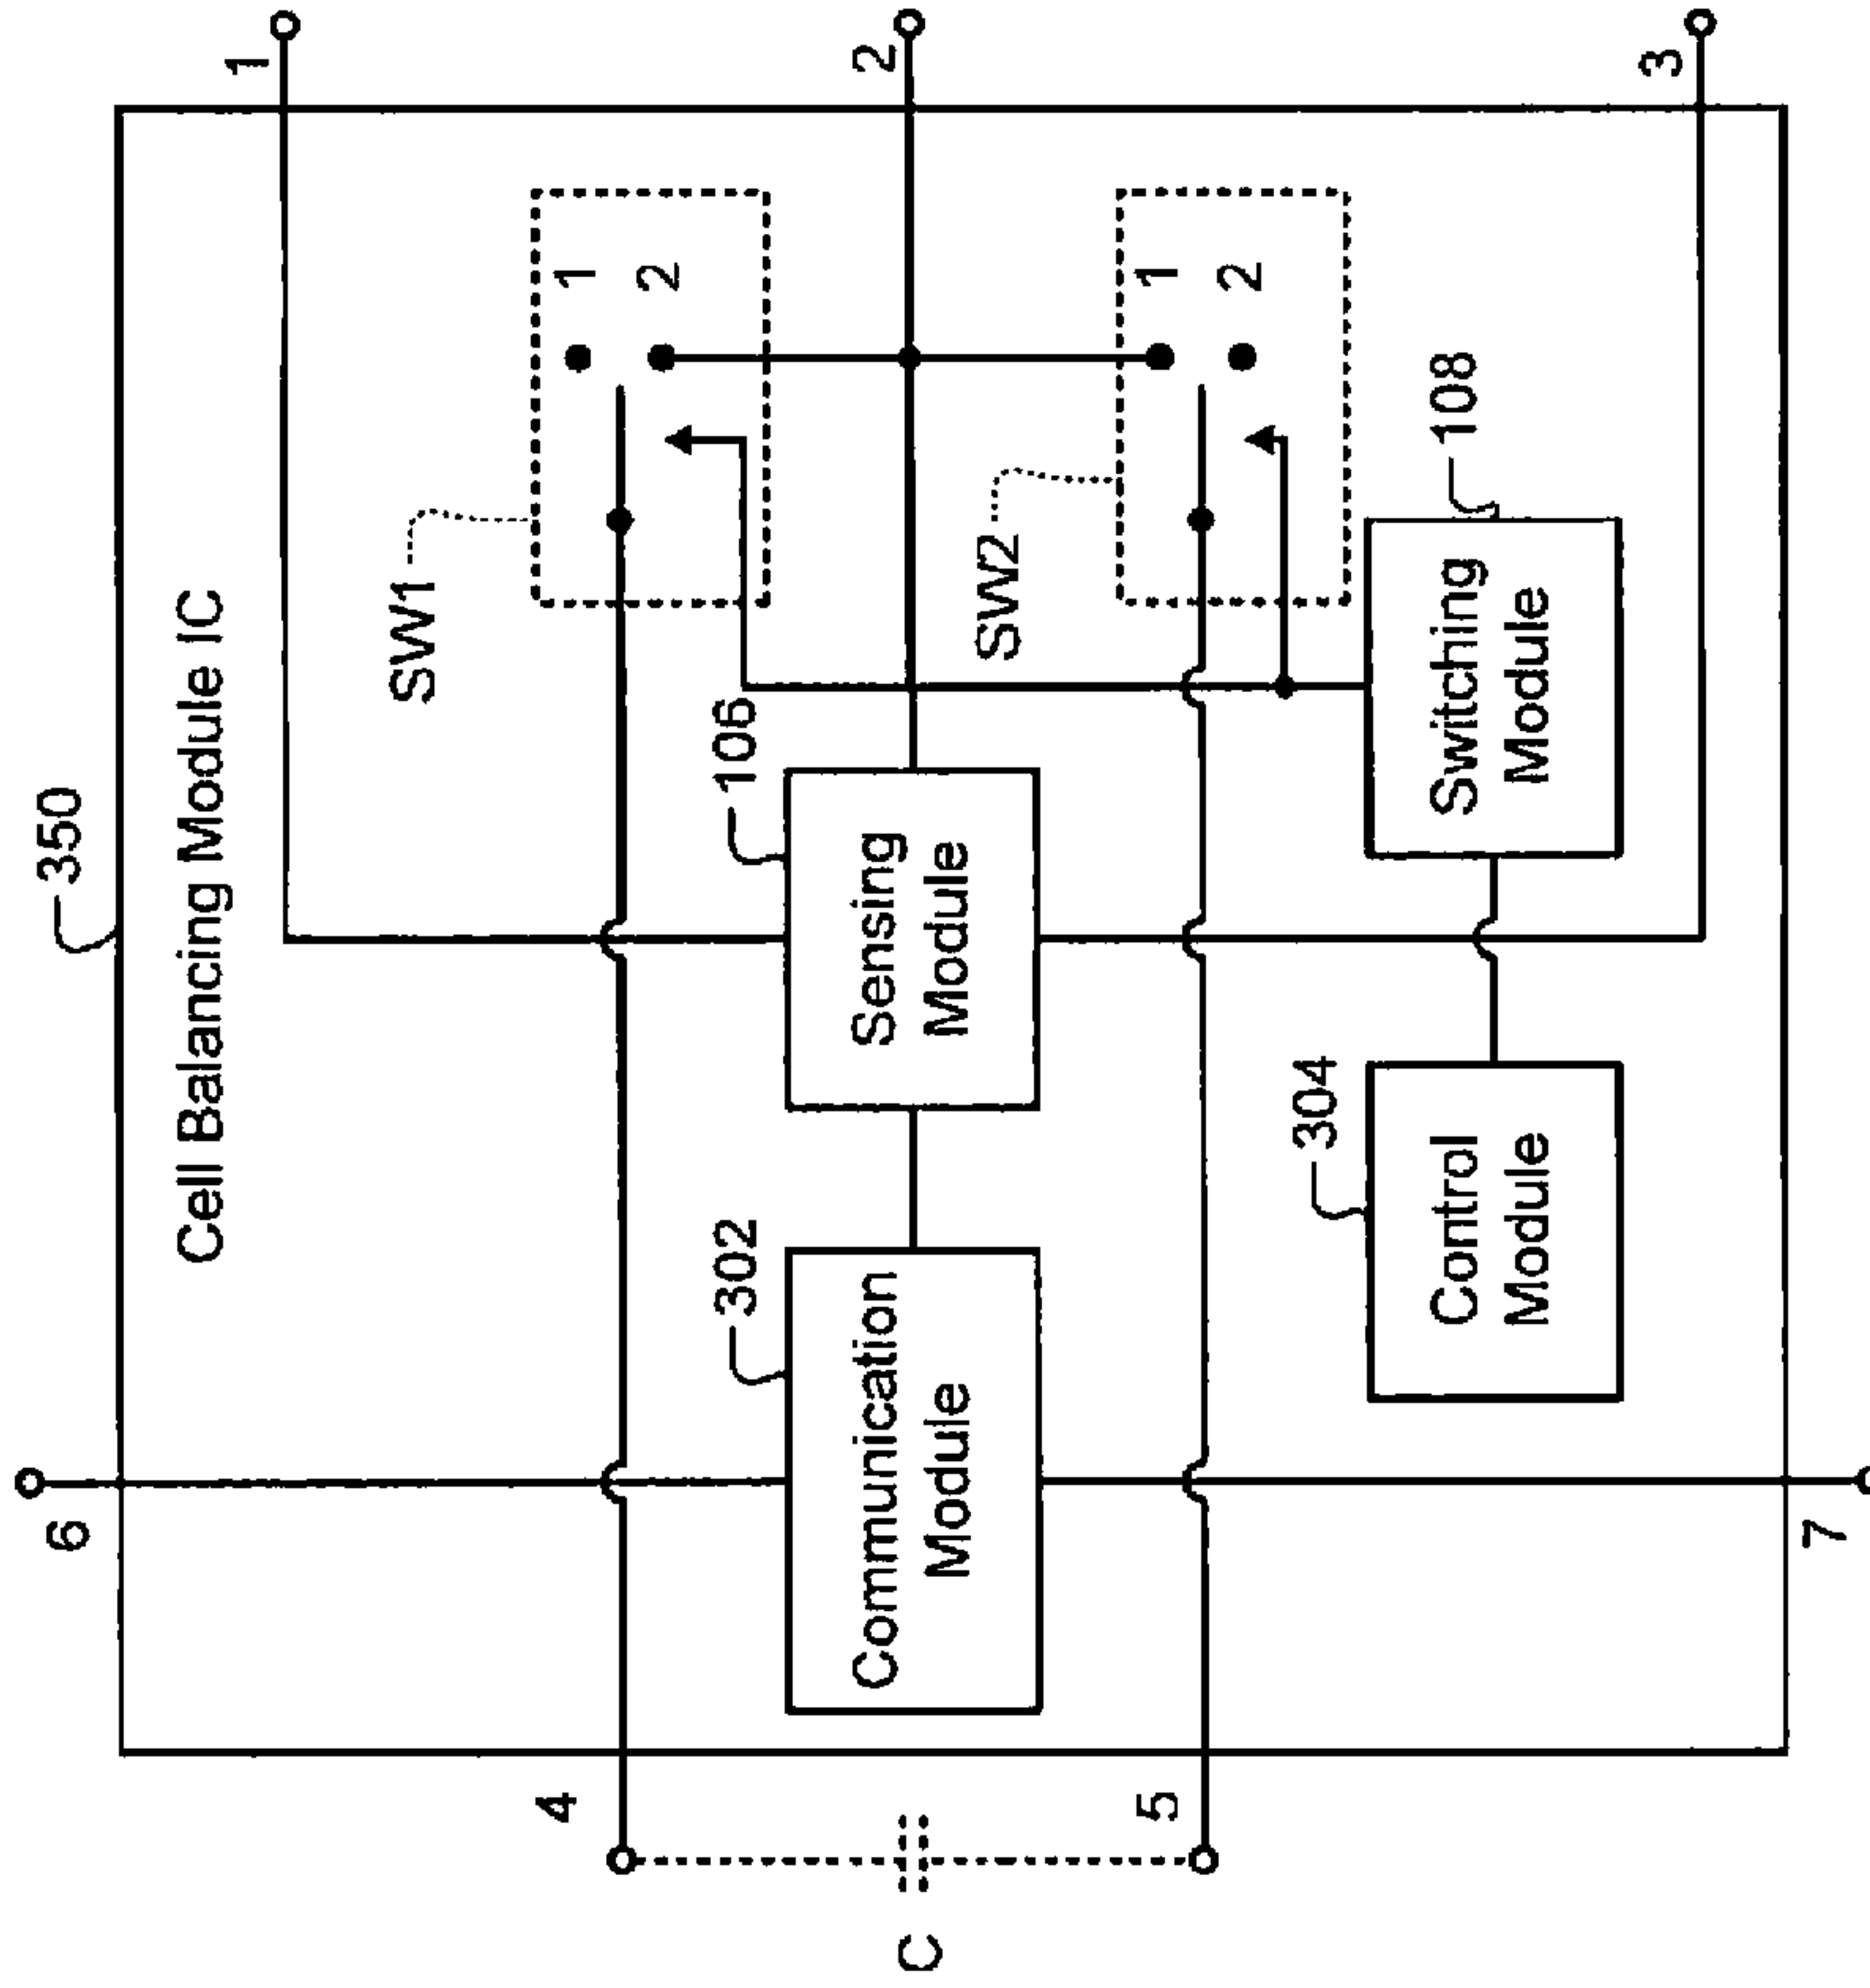 350
Cell Balancing Module IC
6
1
SW1
1
2
4
302
106
2
Communication
Module
Sensing
Module
C
SW2
1
2
5
304
108
Control
Module
Switching
Module
3
7